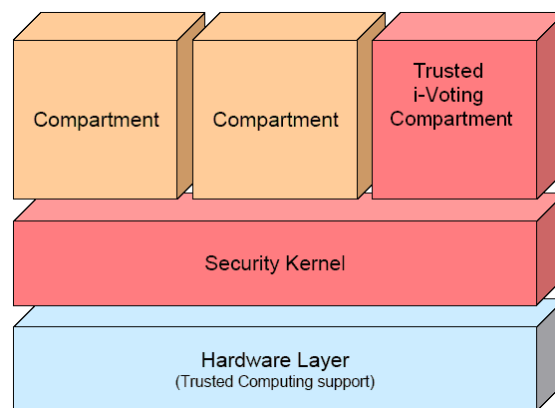 Compartment
Compartment
Trusted
i-Voting
Compartment
Security Kernel
Hardware Layer
(Trusted Computing support)